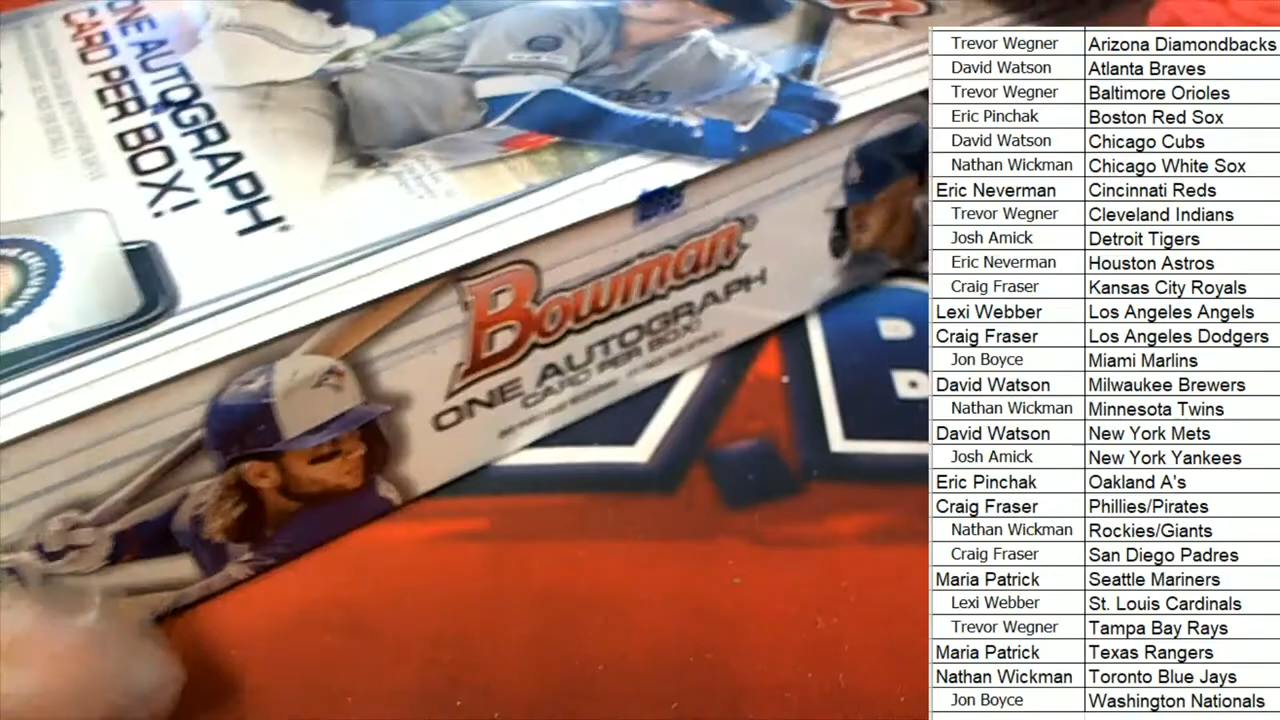 ONE AUTOGRAPH
CARD PER BOX!
Bowman
ONE AUTOGRAPH
CARD PER BOX!
B
Trevor Wegner Arizona Diamondbacks
David Watson Atlanta Braves
Trevor Wegner Baltimore Orioles
Eric Pinchak Boston Red Sox
David Watson Chicago Cubs
Nathan Wickman Chicago White Sox
Eric Neverman Cincinnati Reds
Trevor Wegner Cleveland Indians
Josh Amick Detroit Tigers
Eric Neverman Houston Astros
Craig Fraser Kansas City Royals
Lexi Webber Los Angeles Angels
Craig Fraser Los Angeles Dodgers
Jon Boyce Miami Marlins
David Watson Milwaukee Brewers
Nathan Wickman Minnesota Twins
David Watson New York Mets
Josh Amick New York Yankees
Eric Pinchak Oakland A's
Craig Fraser Phillies/Pirates
Nathan Wickman Rockies/Giants
Craig Fraser San Diego Padres
Maria Patrick Seattle Mariners
Lexi Webber St. Louis Cardinals
Trevor Wegner Tampa Bay Rays
Maria Patrick Texas Rangers
Nathan Wickman Toronto Blue Jays
Jon Boyce Washington Nationals